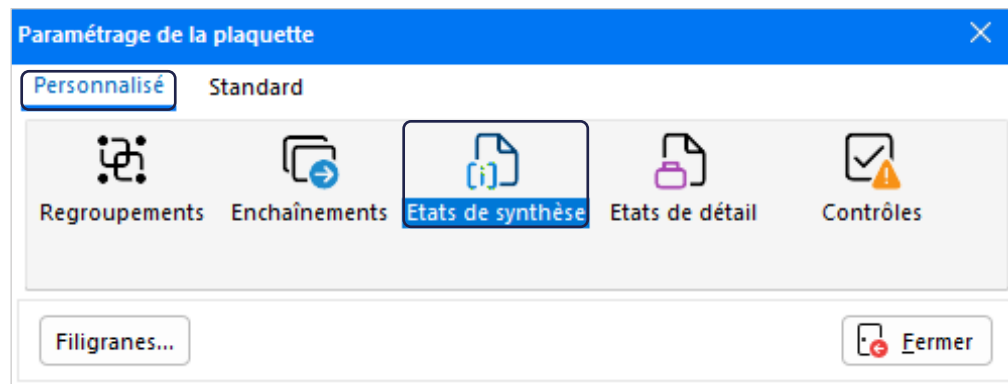 Paramétrage de la plaquette
Personnalisé Standard
Regroupements Enchaînements Etats de synthèse Etats de détail Contrôles
Filigranes... Fermer